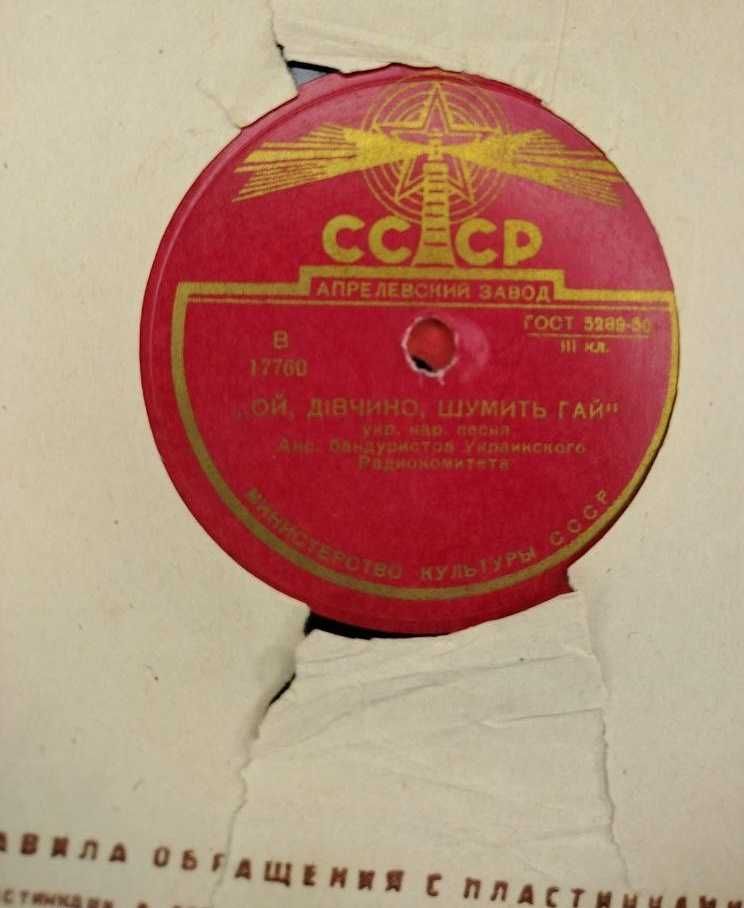 СССР
АПРЕЛЕВСКИЙ ЗАВОД
ГОСТ 5289-50
III кл.
В
17760
„ОЙ, ДІВЧИНО, ШУМИТЬ ГАЙ"
укр. нар. песня
Анс. бандуристов Украинского
Радиокомитета
МИНИСТЕРСТВО КУЛЬТУРЫ СССР
АВИЛА ОБРАЩЕНИЯ С ПЛАСТИНКАМИ